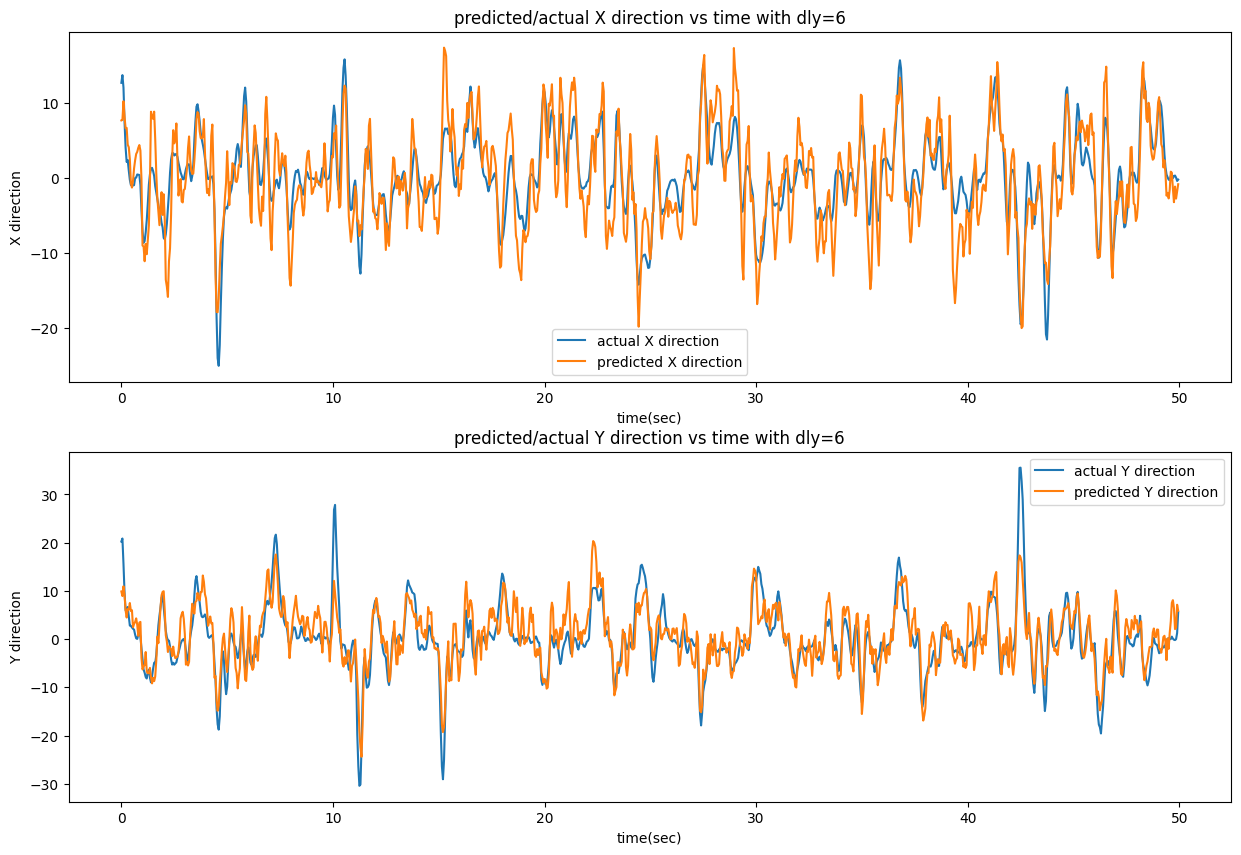 predicted/actual X direction vs time with dly=6
X direction
10
0
−10
−20
actual X direction
predicted X direction
0
10
20
30
40
50
time(sec)
predicted/actual Y direction vs time with dly=6
Y direction
30
20
10
0
−10
−20
−30
actual Y direction
predicted Y direction
0
10
20
30
40
50
time(sec)